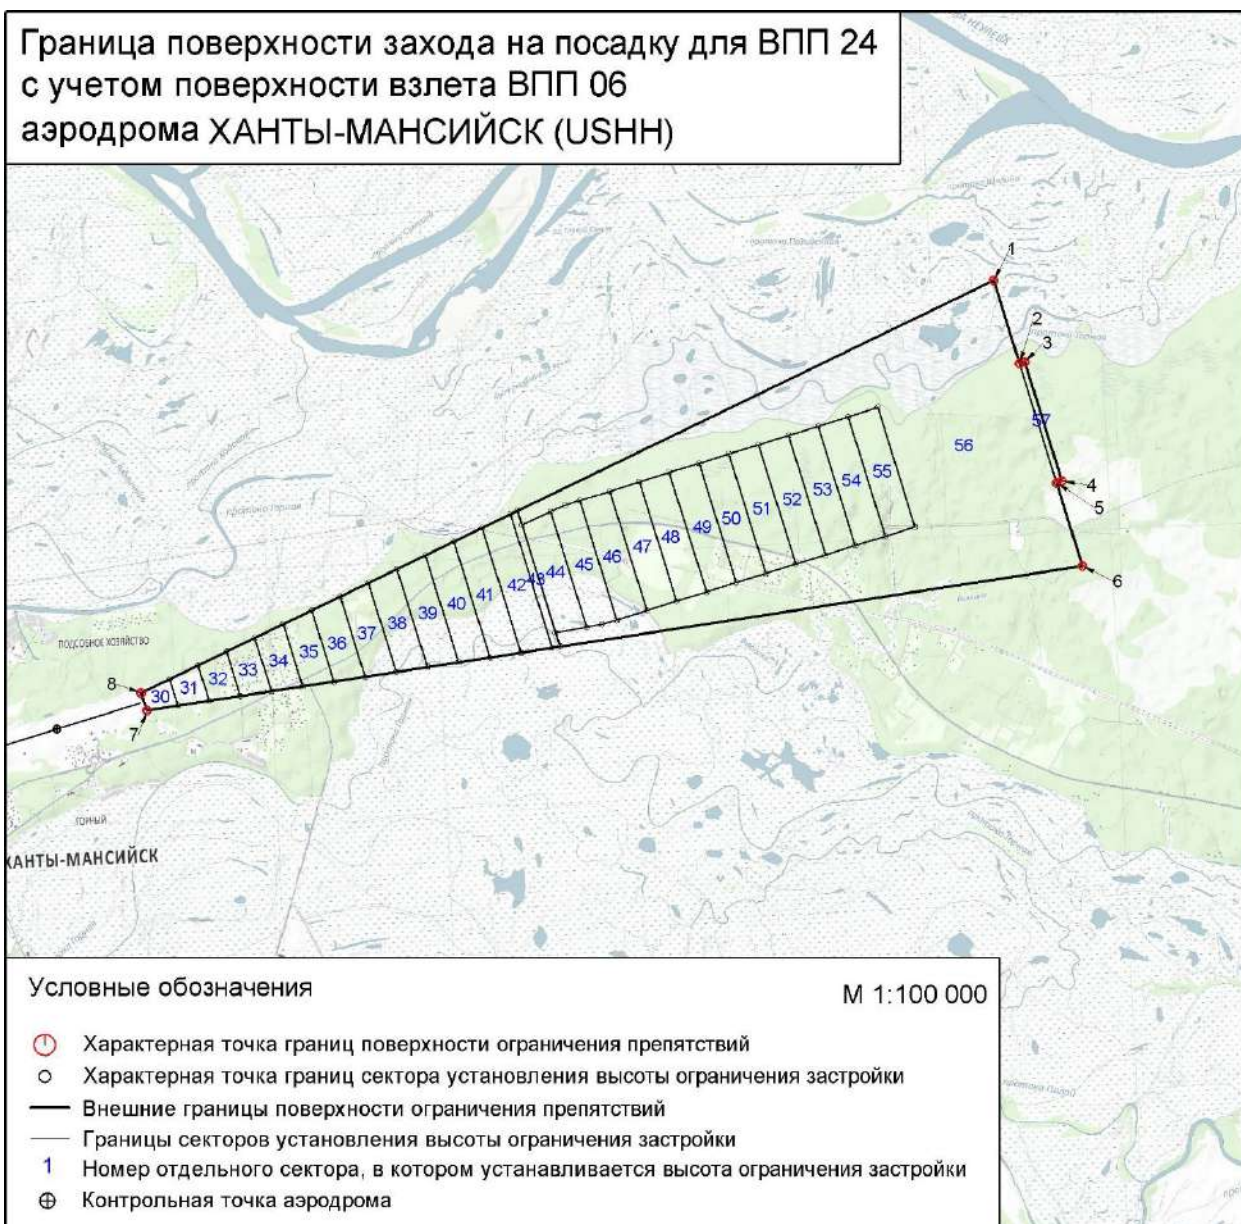 Граница поверхности захода на посадку для ВПП 24
с учетом поверхности взлета ВПП 06
аэродрома ХАНТЫ-МАНСИЙСК (USHH)
1
2
3
57
4
5
6
56
55
54
53
52
51
50
49
48
47
46
45
44
43
42
41
40
39
38
37
36
35
34
33
32
31
30
8
7
ПОДСОБНОЕ ХОЗЯЙСТВО
протока Горная
ГОРНЫЙ
ХАНТЫ-МАНСИЙСК
Условные обозначения
М 1:100 000
Характерная точка границ поверхности ограничения препятствий
Характерная точка границ сектора установления высоты ограничения застройки
Внешние границы поверхности ограничения препятствий
Границы секторов установления высоты ограничения застройки
1 Номер отдельного сектора, в котором устанавливается высота ограничения застройки
Контрольная точка аэродрома